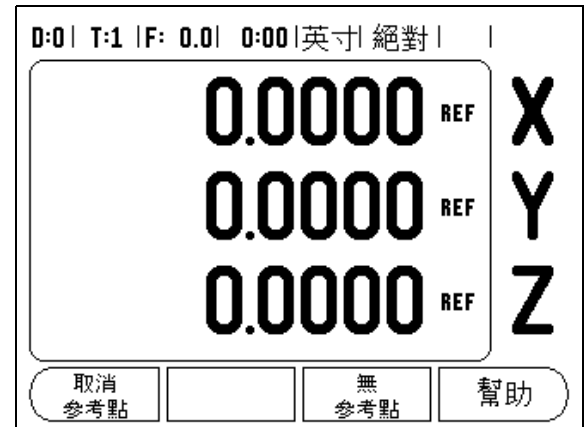 D:0 | T:1 | F: 0.0 | 0:00 | 英寸 | 絕對 | |
0.0000 REF X
0.0000 REF Y
0.0000 REF Z
取消
參考點
無
參考點
幫助